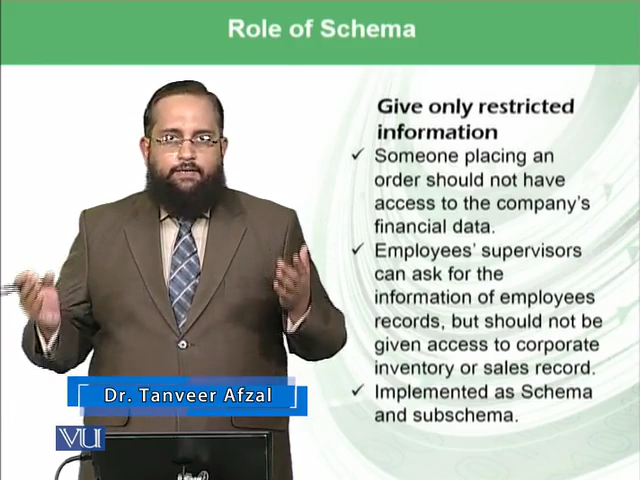 Role of Schema
Give only restricted
information
✓ Someone placing an
order should not have
access to the company's
financial data.
✓ Employees' supervisors
can ask for the
information of employees
records, but should not be
given access to corporate
inventory or sales record.
✓ Implemented as Schema
and subschema.
Dr. Tanveer Afzal
VU